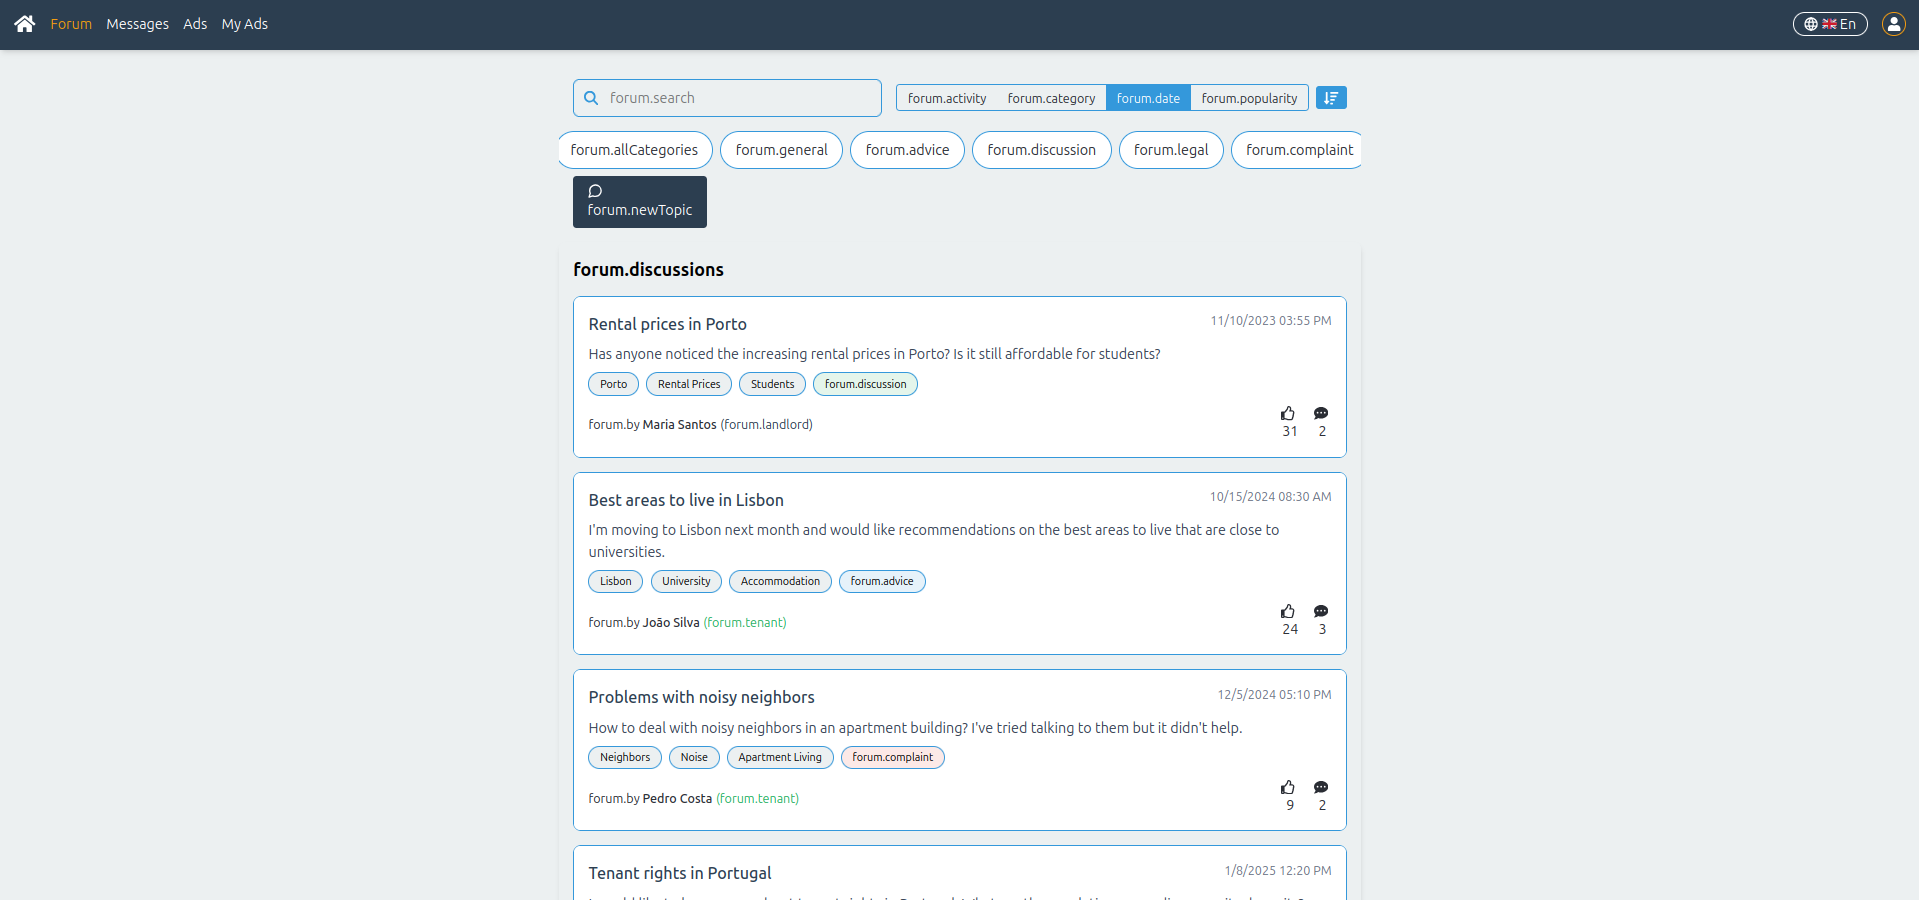 Forum Messages Ads My Ads En
forum.search forum.activity forum.category forum.date forum.popularity
forum.allCategories forum.general forum.advice forum.discussion forum.legal forum.complaint
forum.newTopic
forum.discussions
Rental prices in Porto 11/10/2023 03:55 PM
Has anyone noticed the increasing rental prices in Porto? Is it still affordable for students?
Porto Rental Prices Students forum.discussion
forum.by Maria Santos (forum.landlord) 31 2
Best areas to live in Lisbon 10/15/2024 08:30 AM
I'm moving to Lisbon next month and would like recommendations on the best areas to live that are close to
universities.
Lisbon University Accommodation forum.advice
forum.by João Silva (forum.tenant) 24 3
Problems with noisy neighbors 12/5/2024 05:10 PM
How to deal with noisy neighbors in an apartment building? I've tried talking to them but it didn't help.
Neighbors Noise Apartment Living forum.complaint
forum.by Pedro Costa (forum.tenant) 9 2
Tenant rights in Portugal 1/8/2025 12:20 PM